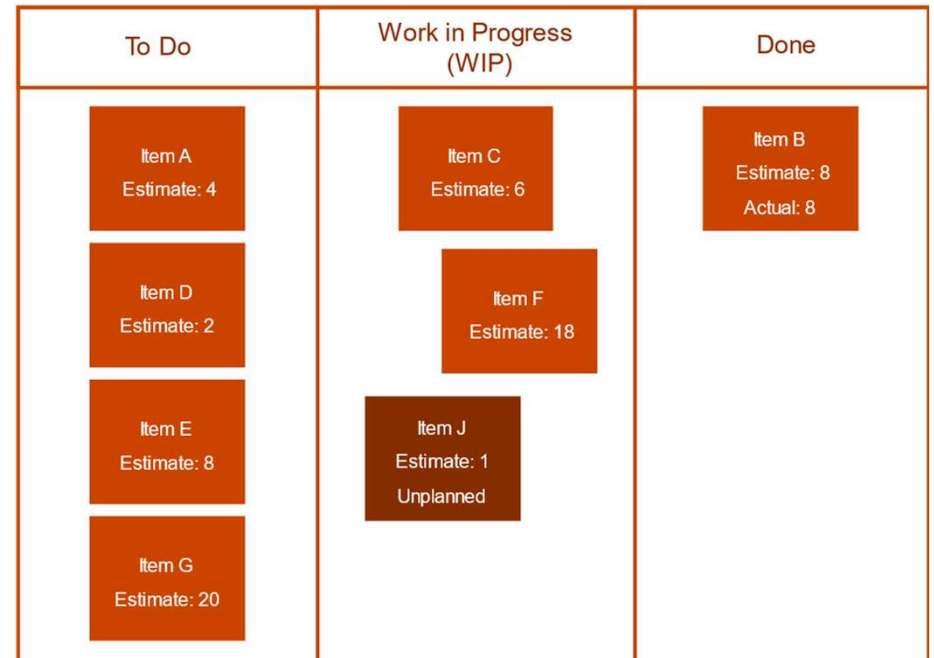 To Do
Work in Progress
(WIP)
Done
Item A
Estimate: 4
Item D
Estimate: 2
Item E
Estimate: 8
Item G
Estimate: 20
Item C
Estimate: 6
Item F
Estimate: 18
Item J
Estimate: 1
Unplanned
Item B
Estimate: 8
Actual: 8